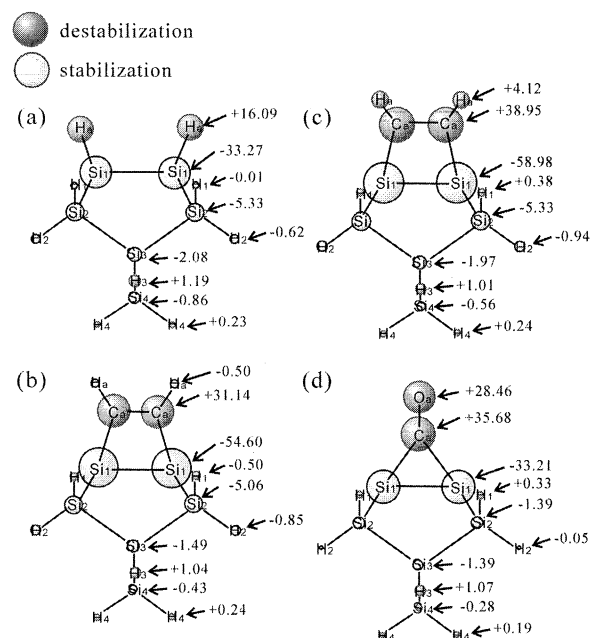 destabilization
stabilization
(a)
Ha
Ha
+16.09
Si1
Si1
-33.27
H1
H1
-0.01
Si2
Si2
-5.33
H2
H2
-0.62
Si3
-2.08
H3
+1.19
Si4
-0.86
H4
H4
+0.23
(c)
Ha
Ha
+4.12
Ca
Ca
+38.95
Si1
Si1
-58.98
H1
H1
+0.38
Si2
Si2
-5.33
H2
H2
-0.94
Si3
-1.97
H3
+1.01
Si4
-0.56
H4
H4
+0.24
(b)
Ha
Ha
-0.50
Ca
Ca
+31.14
Si1
Si1
-54.60
H1
H1
-0.50
Si2
Si2
-5.06
H2
H2
-0.85
Si3
-1.49
H3
+1.04
Si4
-0.43
H4
H4
+0.24
(d)
Oa
+28.46
Ca
+35.68
Si1
Si1
-33.21
H1
H1
+0.33
Si2
Si2
-1.39
H2
H2
-0.05
Si3
-1.39
H3
+1.07
Si4
-0.28
H4
H4
+0.19